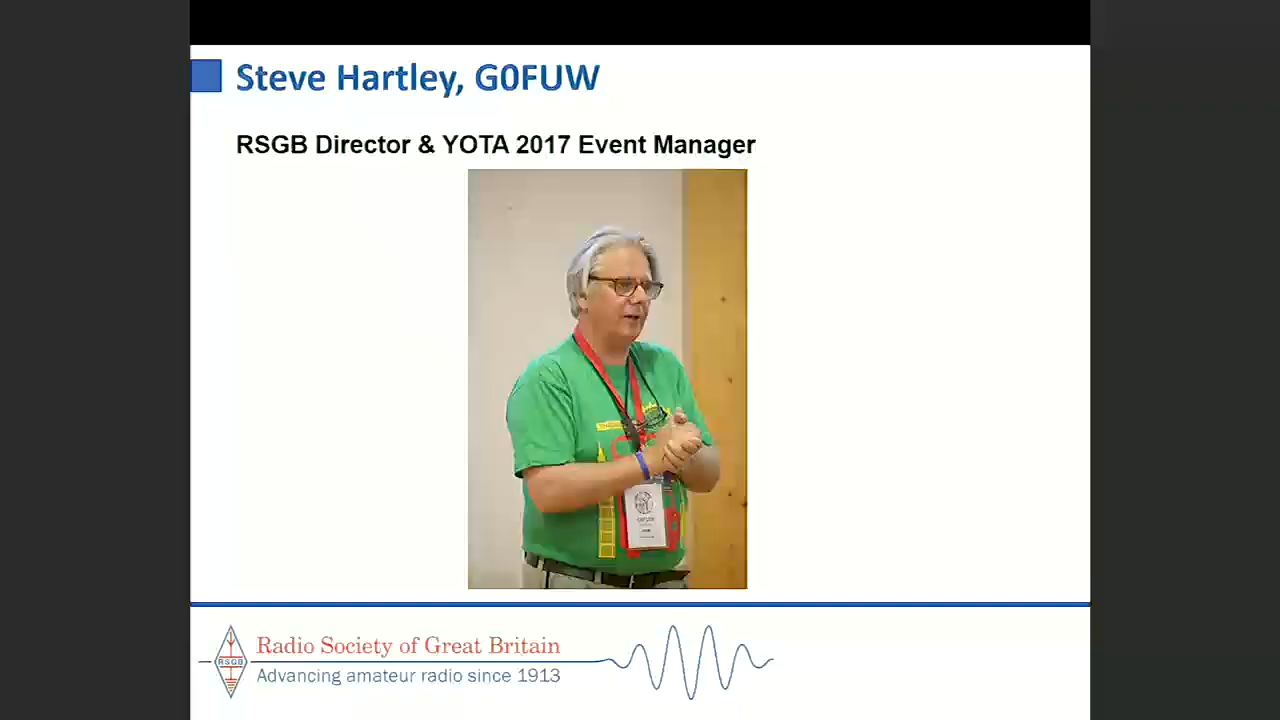 Steve Hartley, G0FUW
RSGB Director & YOTA 2017 Event Manager
RSGB
Radio Society of Great Britain
Advancing amateur radio since 1913